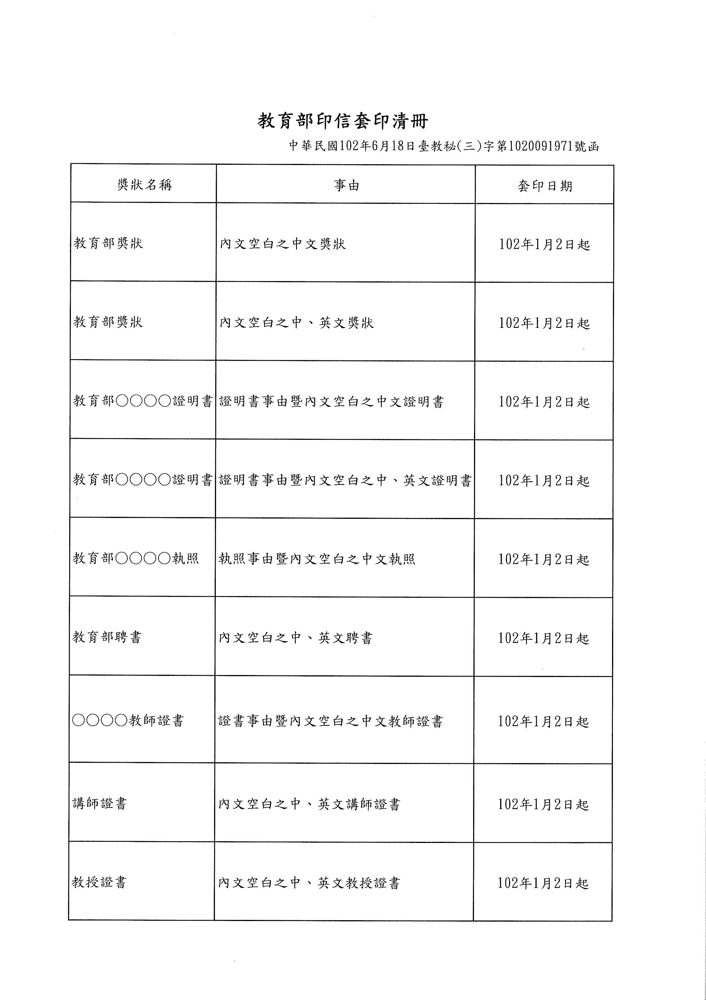 教育部印信套印清冊
中華民國102年6月18日臺教秘(三)字第1020091971號函
獎狀名稱 事由 套印日期
教育部獎狀 內文空白之中文獎狀 102年1月2日起
教育部獎狀 內文空白之中、英文獎狀 102年1月2日起
教育部○○○○證明書 證明書事由暨內文空白之中文證明書 102年1月2日起
教育部○○○○證明書 證明書事由暨內文空白之中、英文證明書 102年1月2日起
教育部○○○○執照 執照事由暨內文空白之中文執照 102年1月2日起
教育部聘書 內文空白之中、英文聘書 102年1月2日起
○○○○教師證書 證書事由暨內文空白之中文教師證書 102年1月2日起
講師證書 內文空白之中、英文講師證書 102年1月2日起
教授證書 內文空白之中、英文教授證書 102年1月2日起